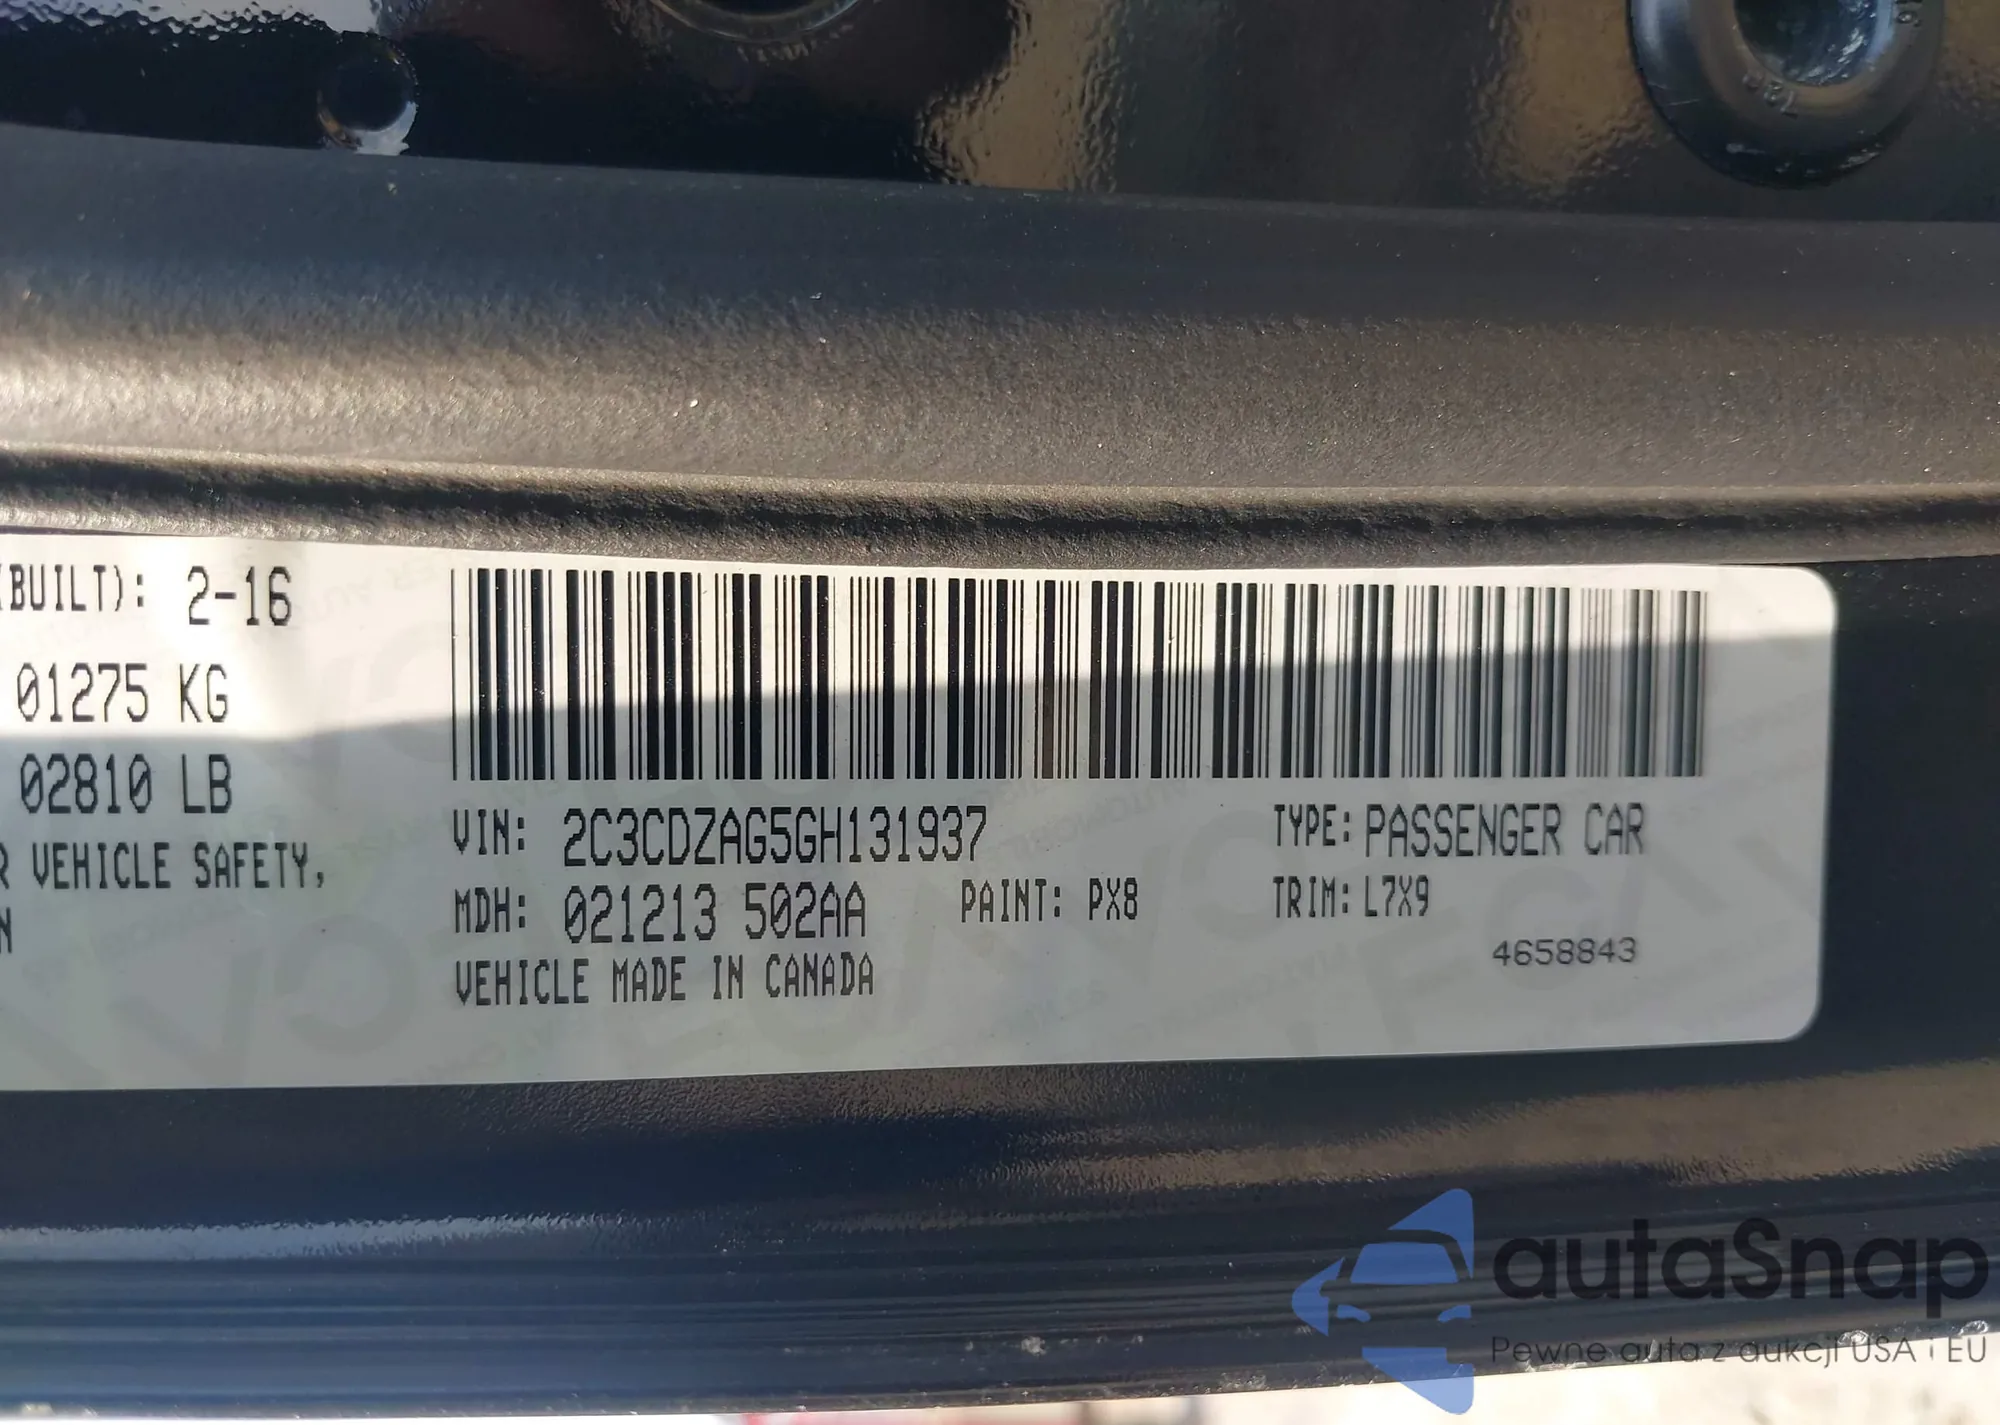 (BUILT): 2-16
01275 KG
02810 LB
R VEHICLE SAFETY,
N
VIN: 2C3CDZAG5GH131937
TYPE: PASSENGER CAR
MDH: 021213 502AA
PAINT: PX8
TRIM: L7X9
4658843
VEHICLE MADE IN CANADA
autaSnap
Pewne auta z aukcji USA i EU